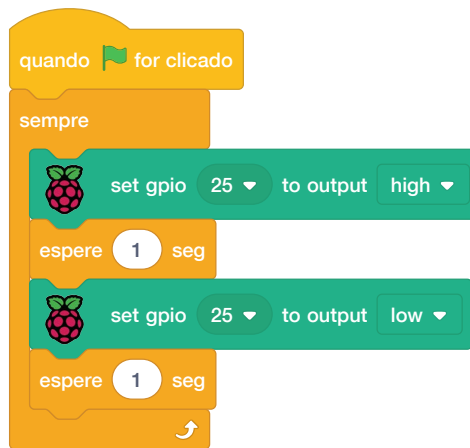 quando for clicado
sempre
set gpio 25 to output high
espere 1 seg
set gpio 25 to output low
espere 1 seg